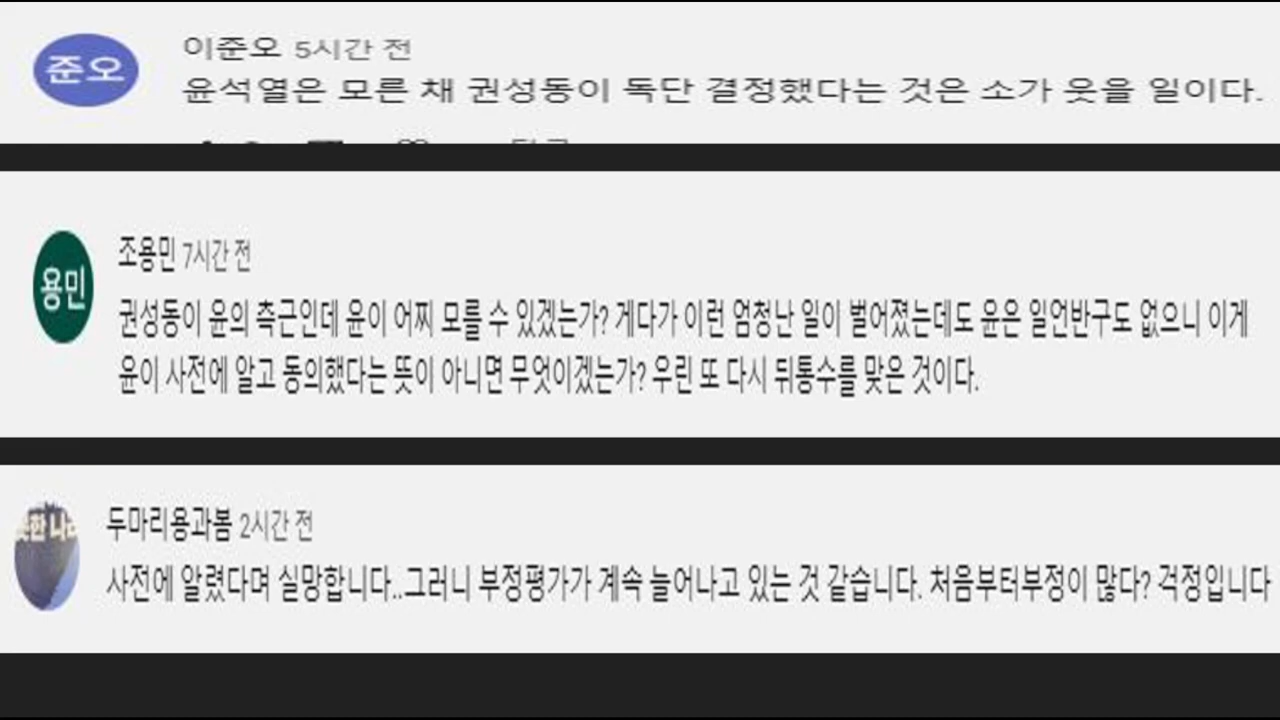 준오
이준오 5시간 전
윤석열은 모른 채 권성동이 독단 결정했다는 것은 소가 웃을 일이다.
용민
조용민 7시간 전
권성동이 윤의 측근인데 윤이 어찌 모를 수 있겠는가? 게다가 이런 엄청난 일이 벌어졌는데도 윤은 일언반구도 없으니 이게
윤이 사전에 알고 동의했다는 뜻이 아니면 무엇이겠는가? 우린 또 다시 뒤통수를 맞은 것이다.
두마리용과봄 2시간 전
사전에 알렸다며 실망합니다..그러니 부정평가가 계속 늘어나고 있는 것 같습니다. 처음부터부정이 많다? 걱정입니다